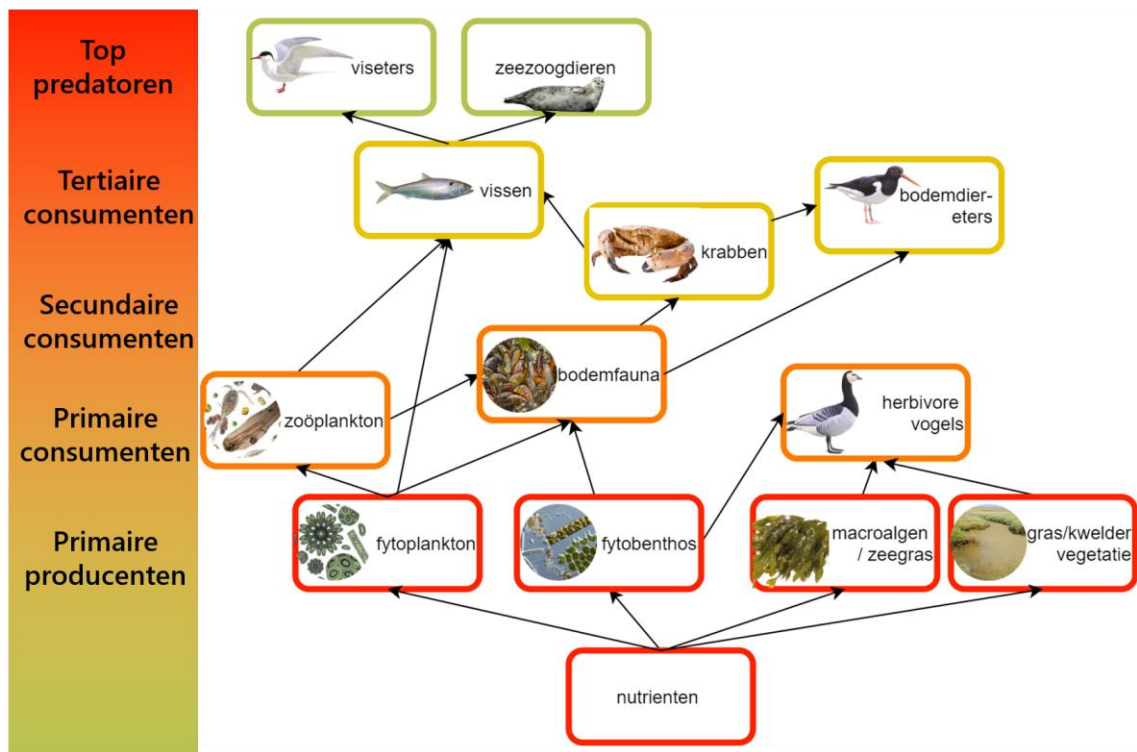 Top
predatoren
viseters
zeezoogdieren
Tertiaire
consumenten
vissen
bodemdier-
eters
krabben
Secundaire
consumenten
bodemfauna
Primaire
consumenten
zoöplankton
herbivore
vogels
Primaire
producenten
fytoplankton
fytobenthos
macroalgen
/ zeegras
gras/kwelder
vegetatie
nutrienten